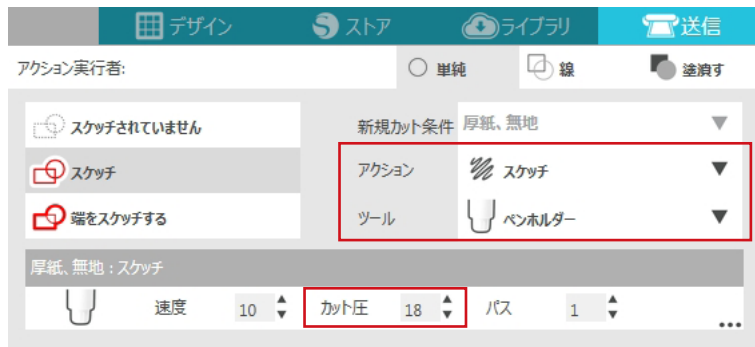 デザイン ストア ライブラリ 送信
アクション実行者: 単純 線 塗潰す
スケッチされていません 新規カット条件 厚紙、無地
スケッチ アクション スケッチ
端をスケッチする ツール ペンホルダー
厚紙、無地 : スケッチ
速度 10 カット圧 18 パス 1